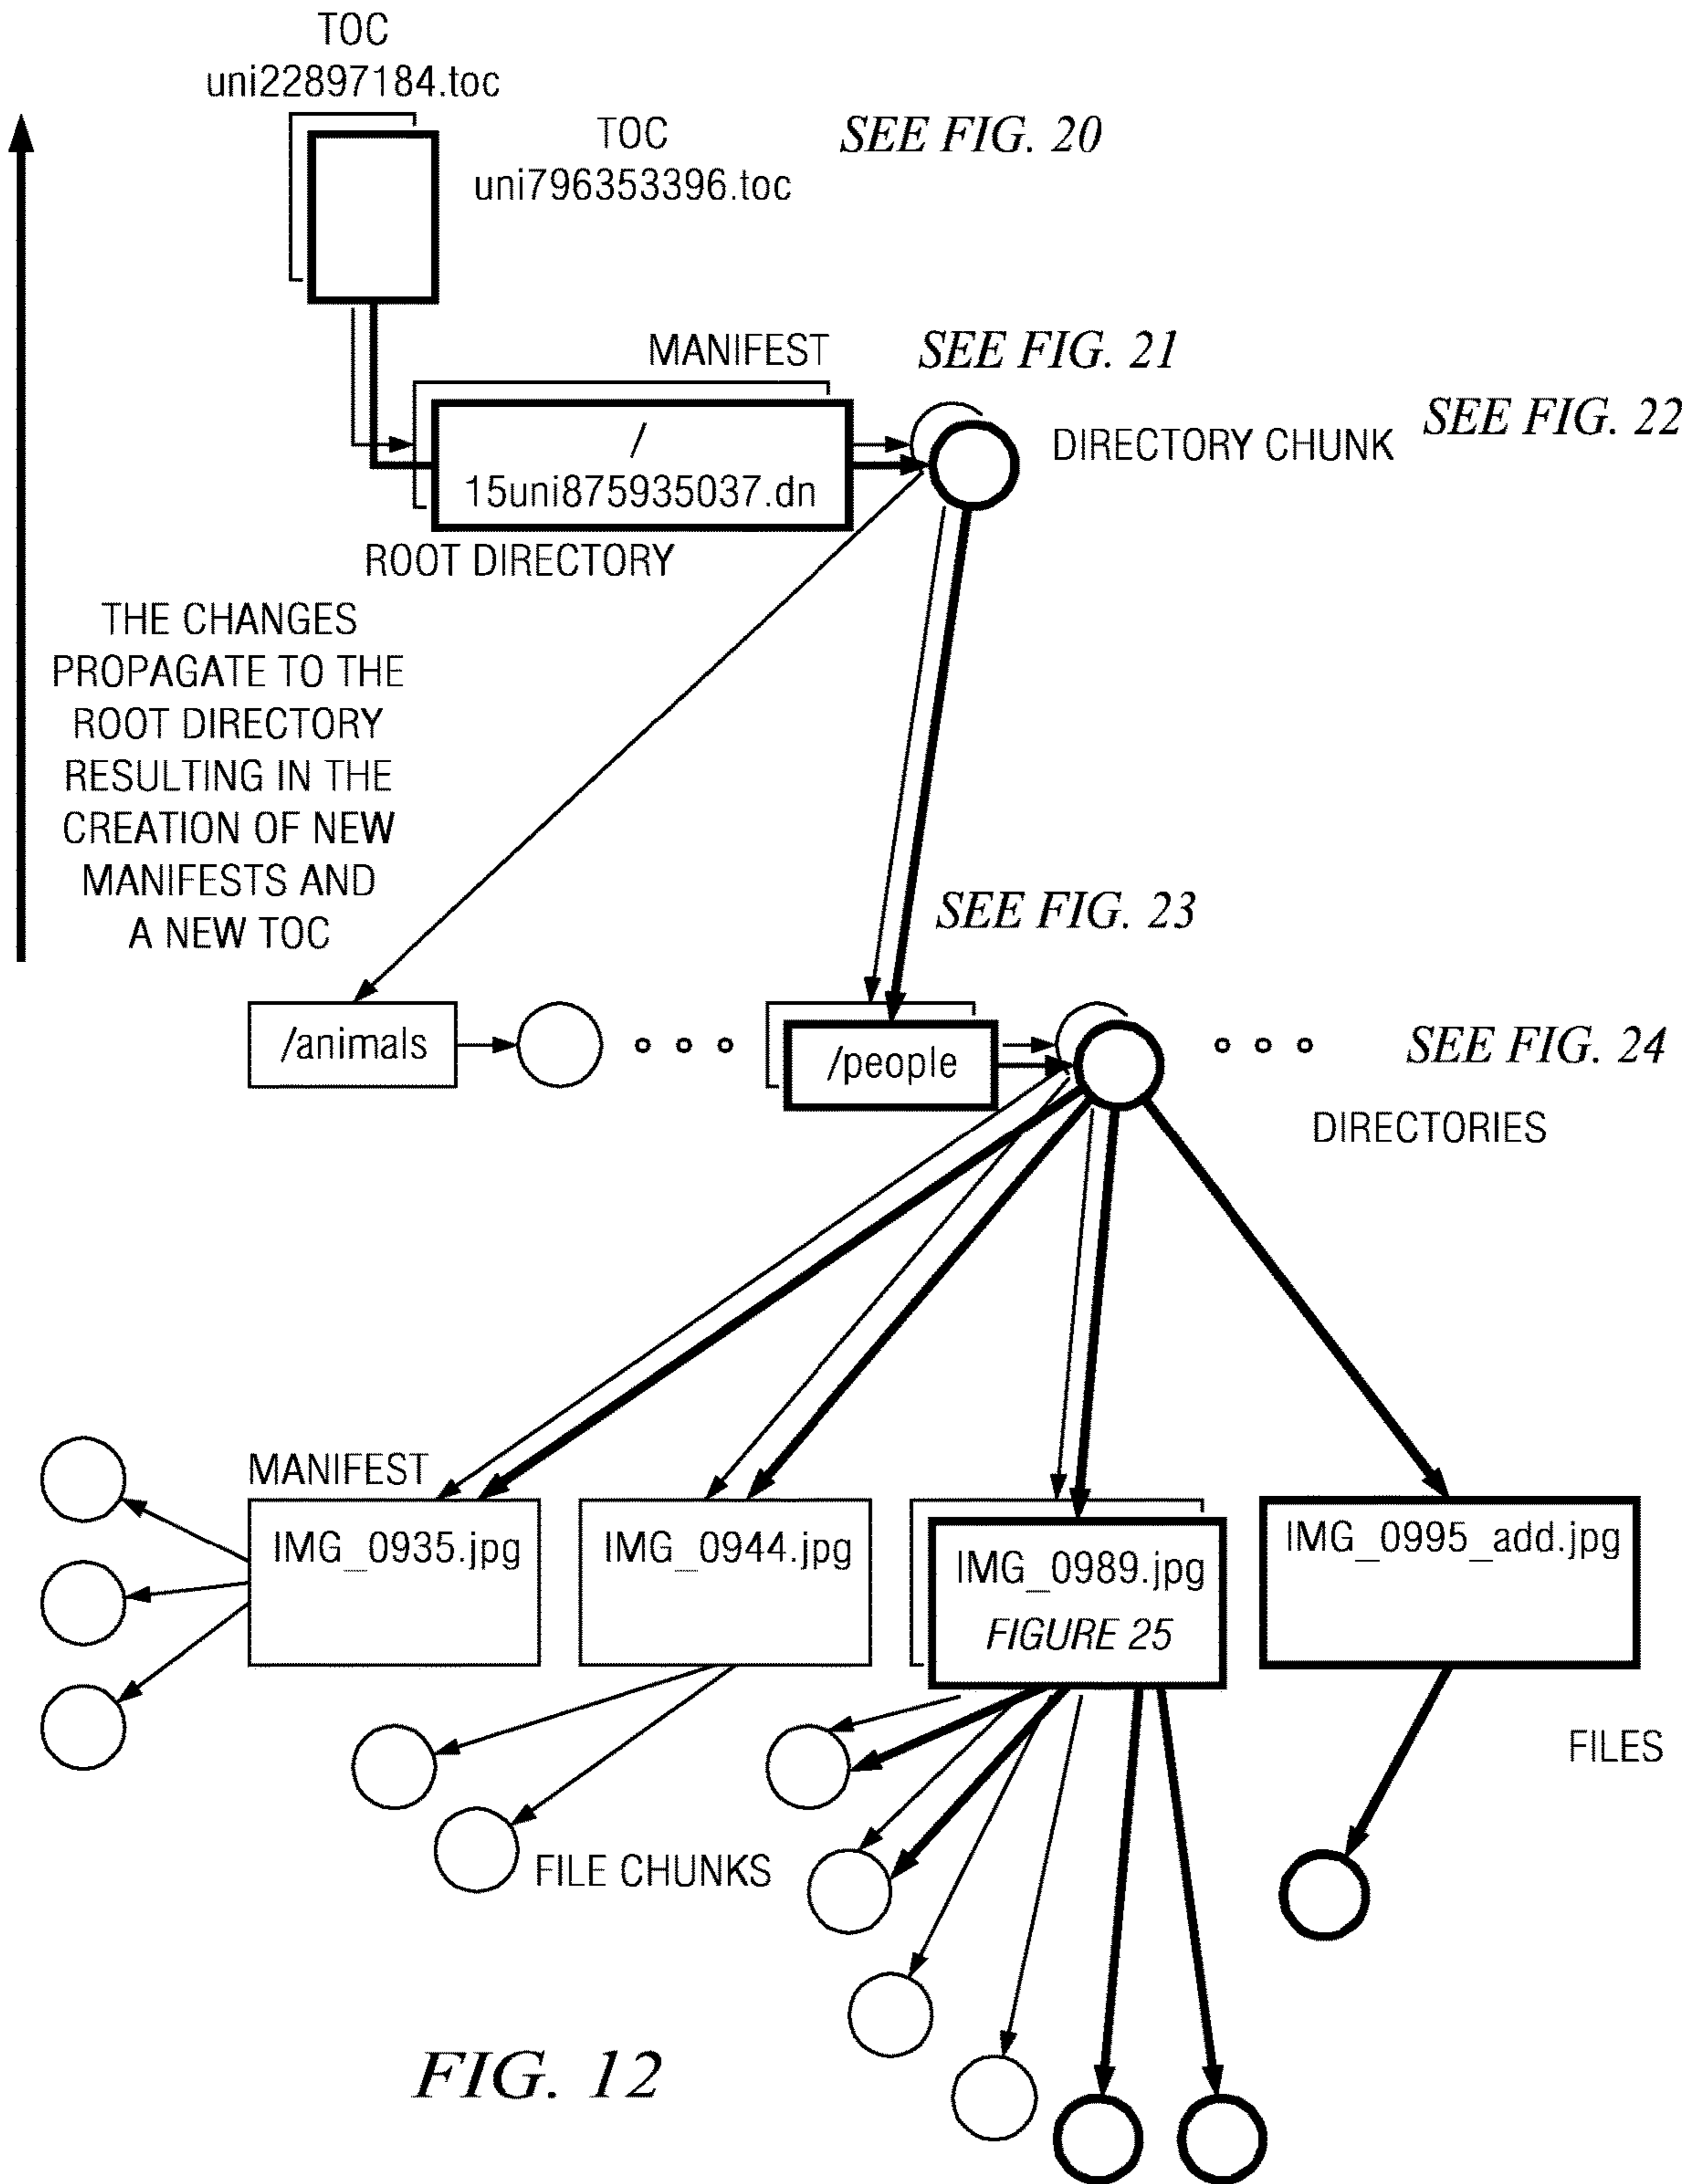 TOC
uni22897184.toc
TOC
uni796353396.toc
SEE FIG. 20
MANIFEST
SEE FIG. 21
/
15uni875935037.dn
DIRECTORY CHUNK
SEE FIG. 22
ROOT DIRECTORY
THE CHANGES
PROPAGATE TO THE
ROOT DIRECTORY
RESULTING IN THE
CREATION OF NEW
MANIFESTS AND
A NEW TOC
SEE FIG. 23
/animals
/people
SEE FIG. 24
DIRECTORIES
MANIFEST
IMG_0935.jpg
IMG_0944.jpg
IMG_0989.jpg
FIGURE 25
IMG_0995_add.jpg
FILES
FILE CHUNKS
FIG. 12